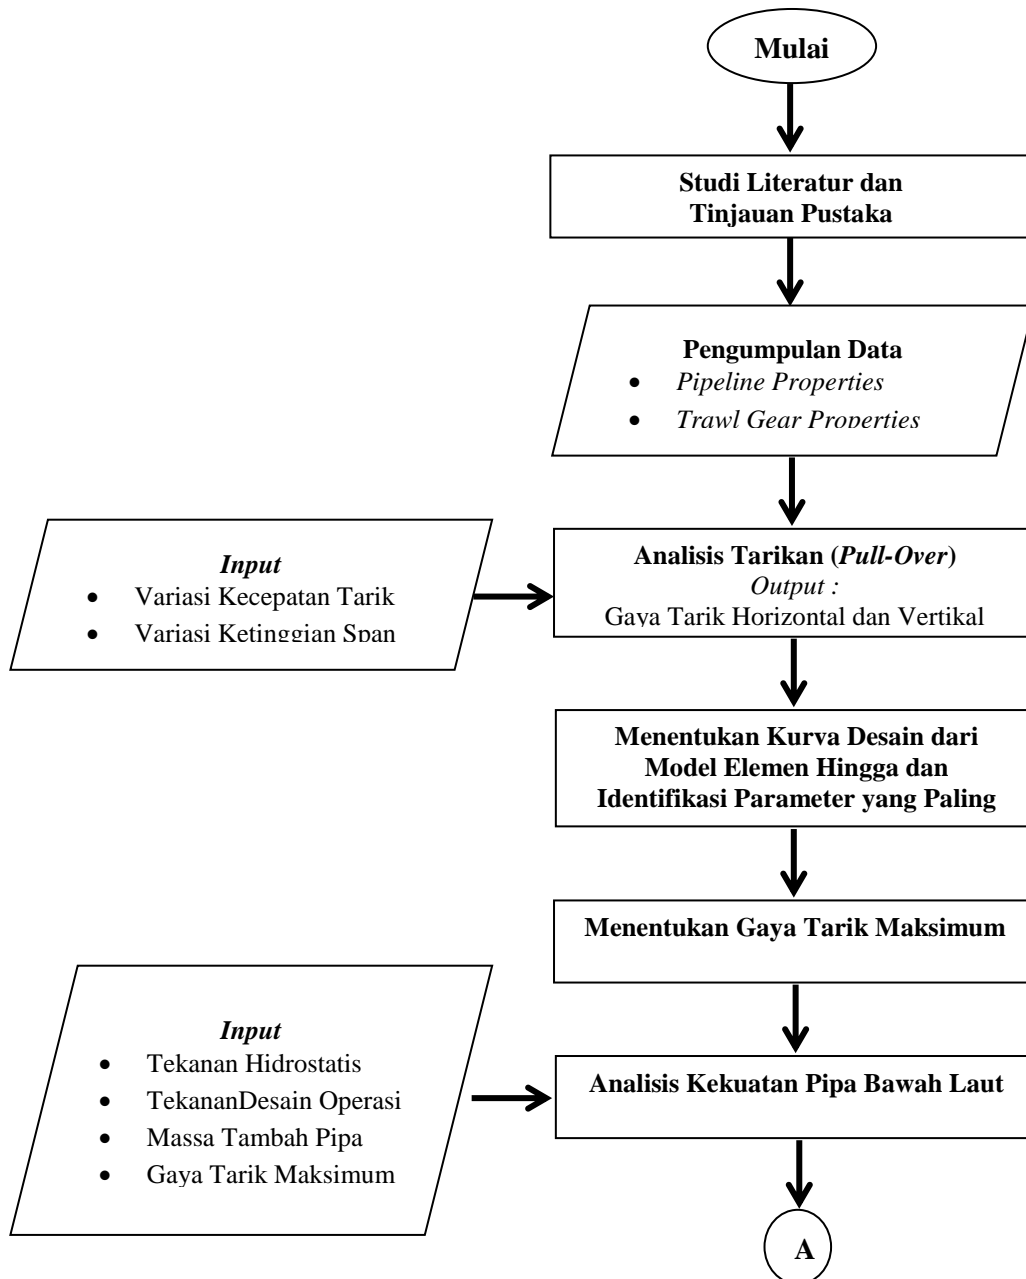 Mulai
Studi Literatur dan
Tinjauan Pustaka
Pengumpulan Data
• Pipeline Properties
• Trawl Gear Properties
Input
• Variasi Kecepatan Tarik
• Variasi Ketinggian Span
Analisis Tarikan (Pull-Over)
Output :
Gaya Tarik Horizontal dan Vertikal
Menentukan Kurva Desain dari
Model Elemen Hingga dan
Identifikasi Parameter yang Paling
Menentukan Gaya Tarik Maksimum
Input
• Tekanan Hidrostatis
• TekananDesain Operasi
• Massa Tambah Pipa
• Gaya Tarik Maksimum
Analisis Kekuatan Pipa Bawah Laut
A